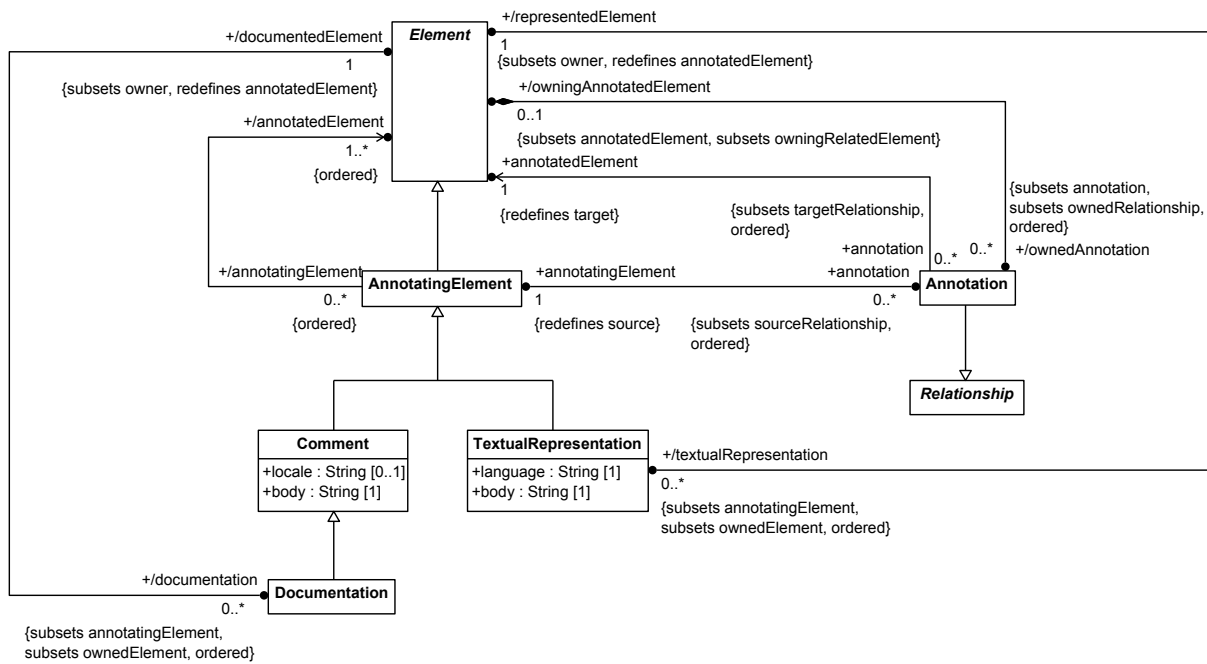 +/representedElement
Element
+/documentedElement
1
1
{subsets owner, redefines annotatedElement}
{subsets owner, redefines annotatedElement}
+/owningAnnotatedElement
0..1
+/annotatedElement
{subsets annotatedElement, subsets owningRelatedElement}
1..*
+annotatedElement
{ordered}
1
{redefines target}
{subsets targetRelationship,
ordered}
{subsets annotation,
subsets ownedRelationship,
ordered}
+annotation
0..*
0..*
+/ownedAnnotation
+/annotatingElement
AnnotatingElement
+annotatingElement
+annotation
Annotation
0..*
1
0..*
{ordered}
{redefines source}
{subsets sourceRelationship,
ordered}
Relationship
Comment
+locale : String [0..1]
+body : String [1]
TextualRepresentation
+language : String [1]
+body : String [1]
+/textualRepresentation
0..*
{subsets annotatingElement,
subsets ownedElement, ordered}
+/documentation
Documentation
0..*
{subsets annotatingElement,
subsets ownedElement, ordered}